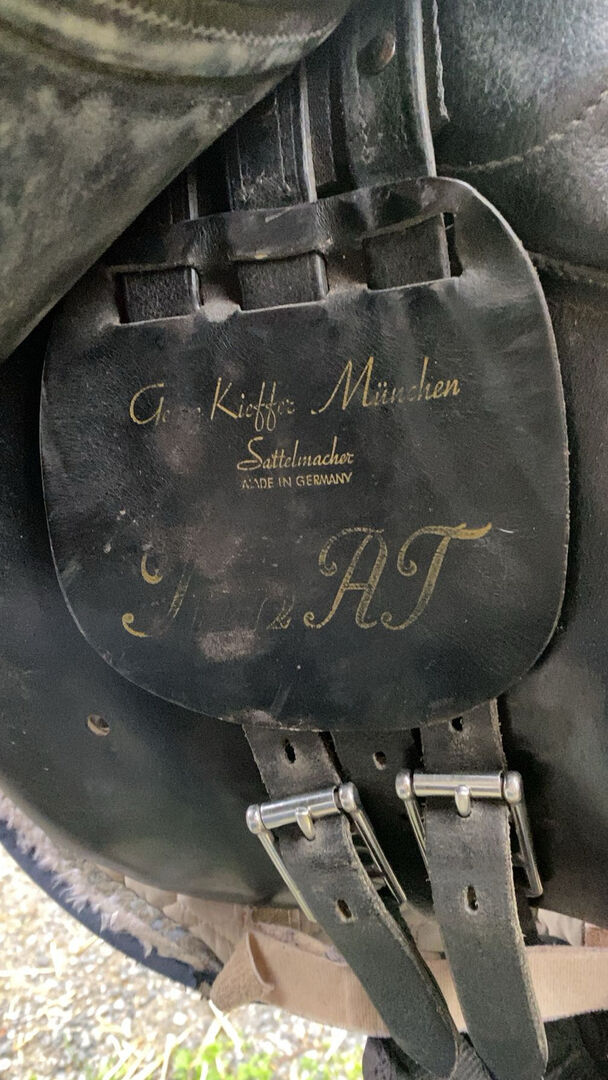 Kieffer München
Sattelmacher
MADE IN GERMANY
AT